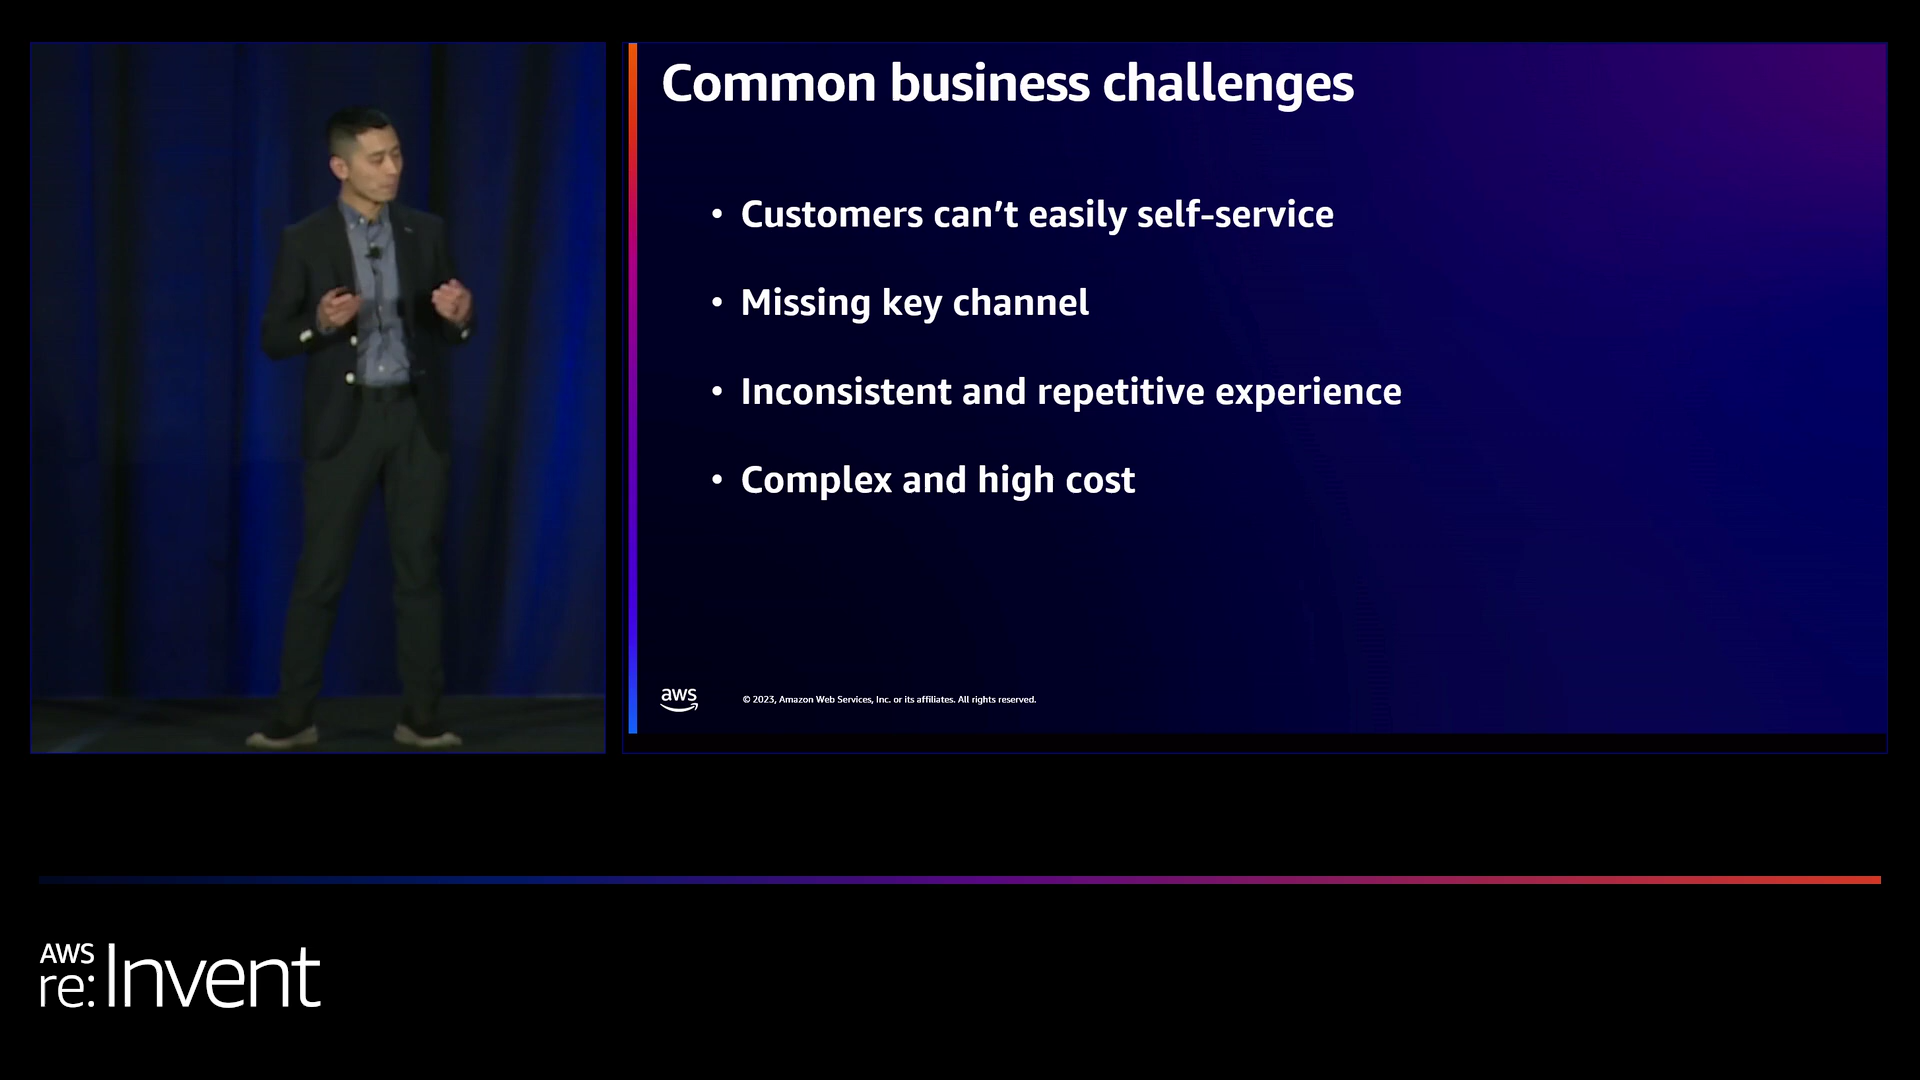 Common business challenges
• Customers can’t easily self-service
• Missing key channel
• Inconsistent and repetitive experience
• Complex and high cost
aws
© 2023, Amazon Web Services, Inc. or its affiliates. All rights reserved.
AWS
re:Invent